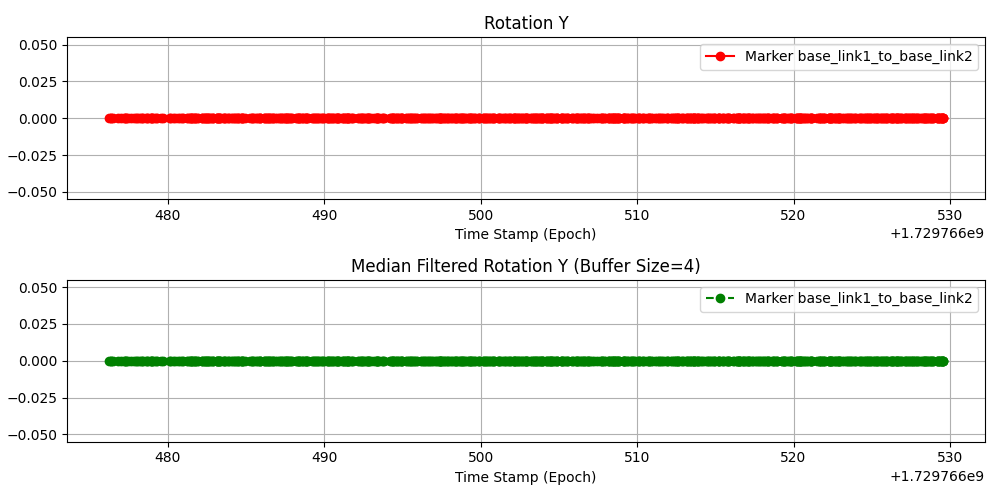 Rotation Y
0.050
0.025
0.000
−0.025
−0.050
Marker base_link1_to_base_link2
480 490 500 510 520 530
Time Stamp (Epoch)
+1.729766e9
Median Filtered Rotation Y (Buffer Size=4)
0.050
0.025
0.000
−0.025
−0.050
Marker base_link1_to_base_link2
480 490 500 510 520 530
Time Stamp (Epoch)
+1.729766e9